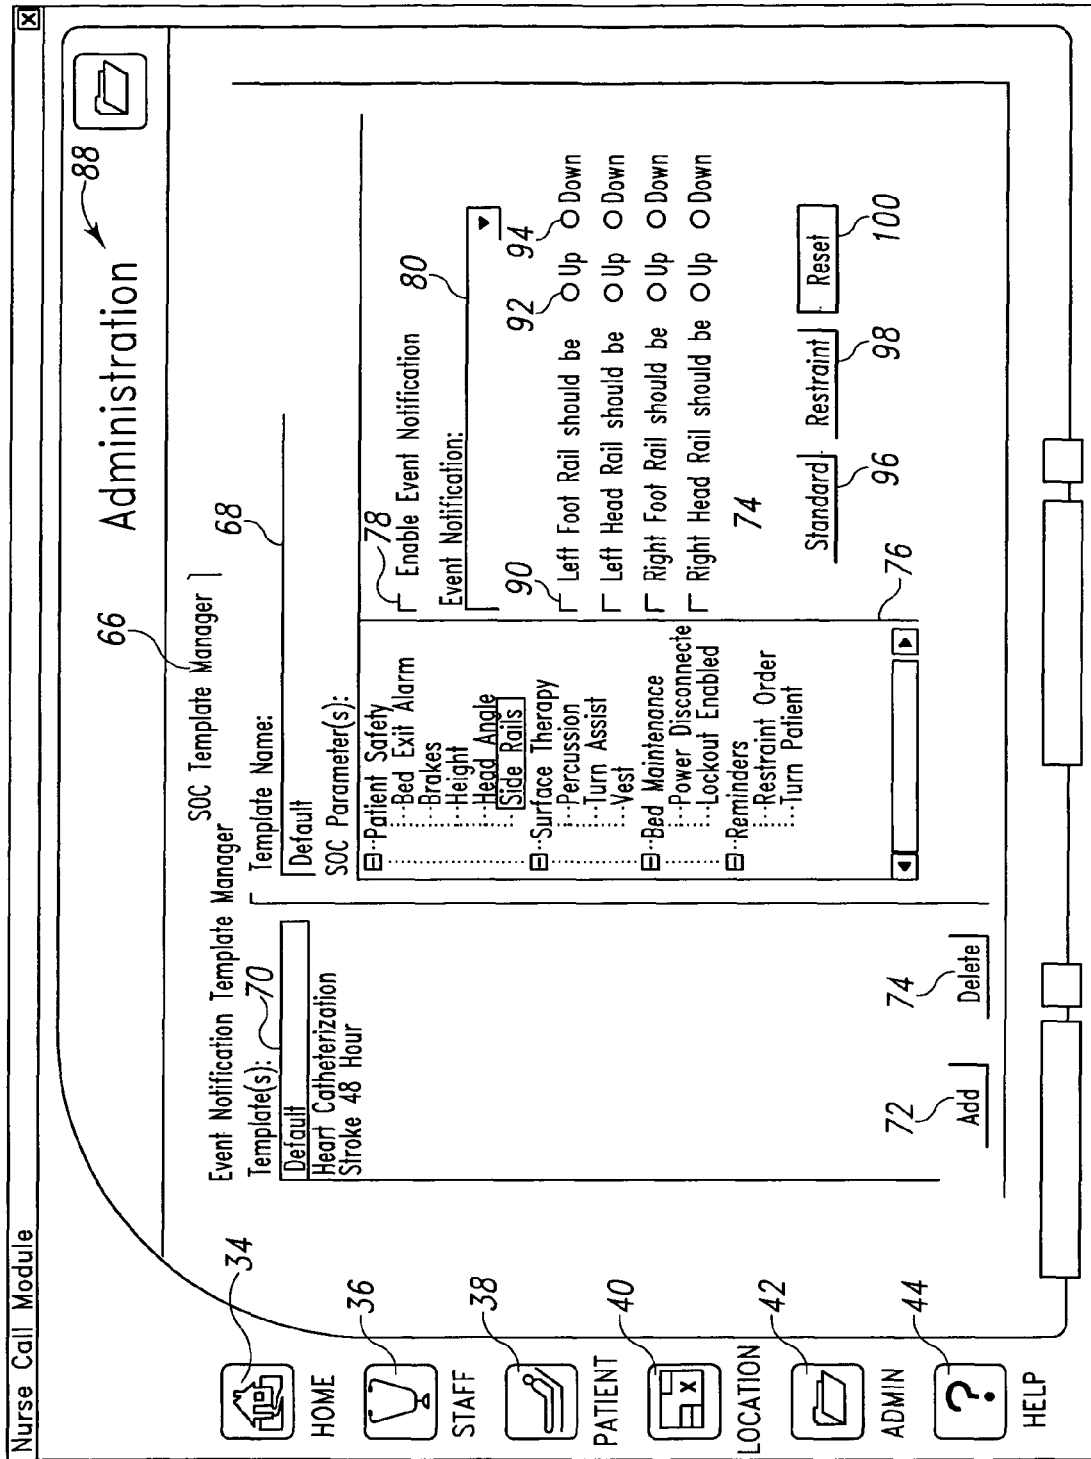 Nurse Call Module
X
Administration
88
66
SOC Template Manager
Event Notification Template Manager
Template(s):
70
Default
Heart Catheterization
Stroke 48 Hour
72
Add
74
Delete
Template Name:
68
Default
SOC Parameter(s):
Patient Safety
Bed Exit Alarm
Brakes
Height
Head Angle
Side Rails
Surface Therapy
Percussion
Turn Assist
Vest
Bed Maintenance
Power Disconnecte
Lockout Enabled
Reminders
Restraint Order
Turn Patient
76
78
Enable Event Notification
Event Notification:
80
90
92
94
Left Foot Rail should be Up Down
Left Head Rail should be Up Down
Right Foot Rail should be Up Down
Right Head Rail should be Up Down
74
Standard Restraint Reset
96 98 100
34
HOME
36
STAFF
38
PATIENT
40
X
LOCATION
42
ADMIN
44
?
HELP